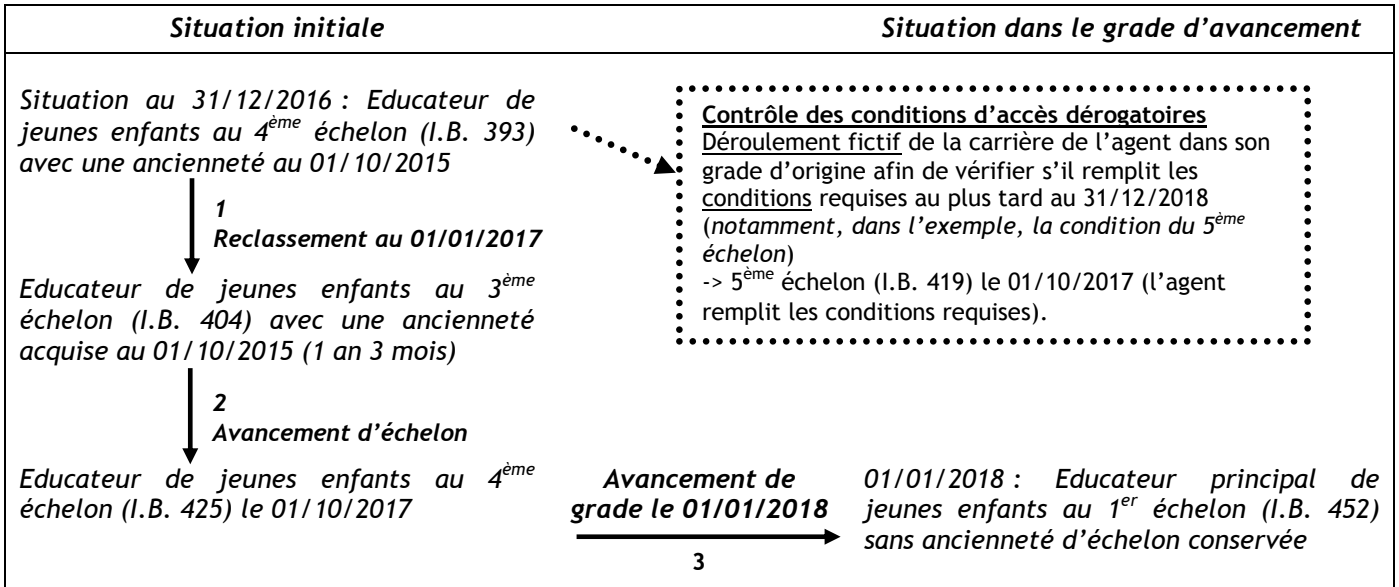 Situation initiale
Situation dans le grade d’avancement
Situation au 31/12/2016 : Educateur de
jeunes enfants au 4ème échelon (I.B. 393)
avec une ancienneté au 01/10/2015
1
Reclassement au 01/01/2017
Educateur de jeunes enfants au 3ème
échelon (I.B. 404) avec une ancienneté
acquise au 01/10/2015 (1 an 3 mois)
2
Avancement d’échelon
Educateur de jeunes enfants au 4ème
échelon (I.B. 425) le 01/10/2017
Contrôle des conditions d’accès dérogatoires
Déroulement fictif de la carrière de l’agent dans son
grade d’origine afin de vérifier s’il remplit les
conditions requises au plus tard au 31/12/2018
(notamment, dans l’exemple, la condition du 5ème
échelon)
-> 5ème échelon (I.B. 419) le 01/10/2017 (l’agent
remplit les conditions requises).
Avancement de
grade le 01/01/2018
3
01/01/2018 : Educateur principal de
jeunes enfants au 1er échelon (I.B. 452)
sans ancienneté d’échelon conservée